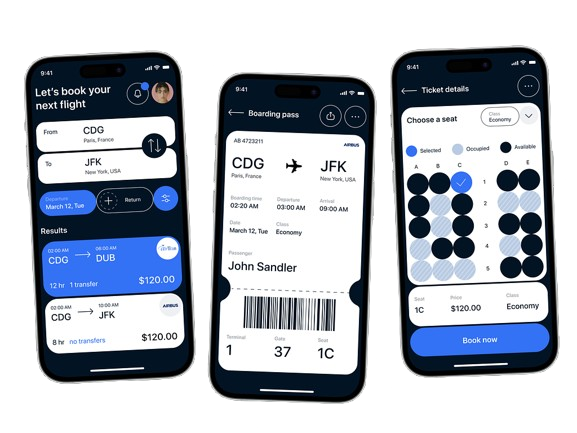 9:41
Let's book your
next flight
From
CDG
Paris, France
To
JFK
New York, USA
Departure
March 12, Tue
Return
Results
02:00 AM
06:00 AM
CDG
DUB
12 hr 1 transfer
$120.00
02:00 AM
10:00 AM
CDG
JFK
AIRBUS
8 hr no transfers
$120.00
9:41
Boarding pass
AB 4723211
AIRBUS
CDG
Paris, France
JFK
New York, USA
Boarding time
02:20 AM
Departure
03:00 AM
Arrival
09:00 AM
Date
March 12, Tue
Class
Economy
Passenger
John Sandler
Terminal
1
Gate
37
Seat
1C
9:41
Ticket details
Choose a seat
Class
Economy
Selected
Occupied
Available
A B C D E
1
2
3
4
5
Seat
1C
Price
$120.00
Class
Economy
Book now